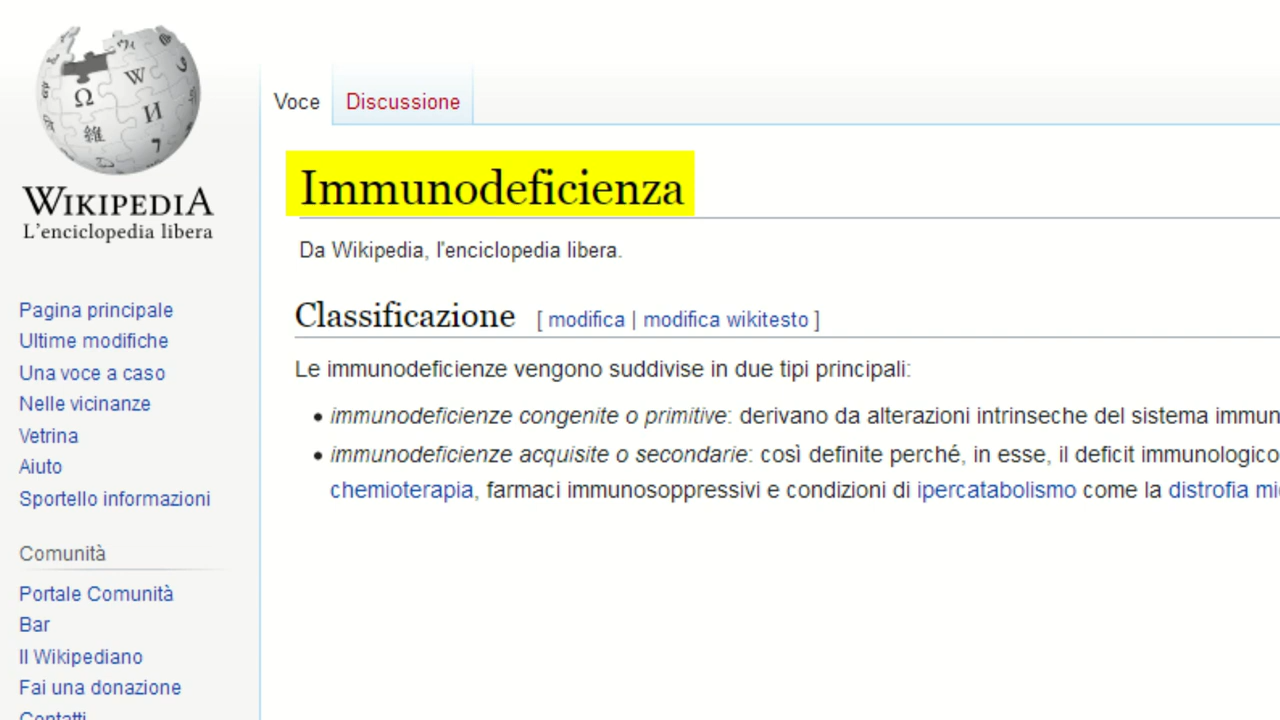 WIKIPEDIA
L'enciclopedia libera
Voce
Discussione
Immunodeficienza
Da Wikipedia, l'enciclopedia libera.
Classificazione [ modifica | modifica wikitesto ]
Le immunodeficienze vengono suddivise in due tipi principali:
• immunodeficienze congenite o primitive: derivano da alterazioni intrinseche del sistema
• immunodeficienze acquisite o secondarie: così definite perché, in esse, il deficit immunologico
chemioterapia, farmaci immunosoppressivi e condizioni di ipercatabolismo come la distrofia
Pagina principale
Ultime modifiche
Una voce a caso
Nelle vicinanze
Vetrina
Aiuto
Sportello informazioni
Comunità
Portale Comunità
Bar
Il Wikipediano
Fai una donazione
Contatti